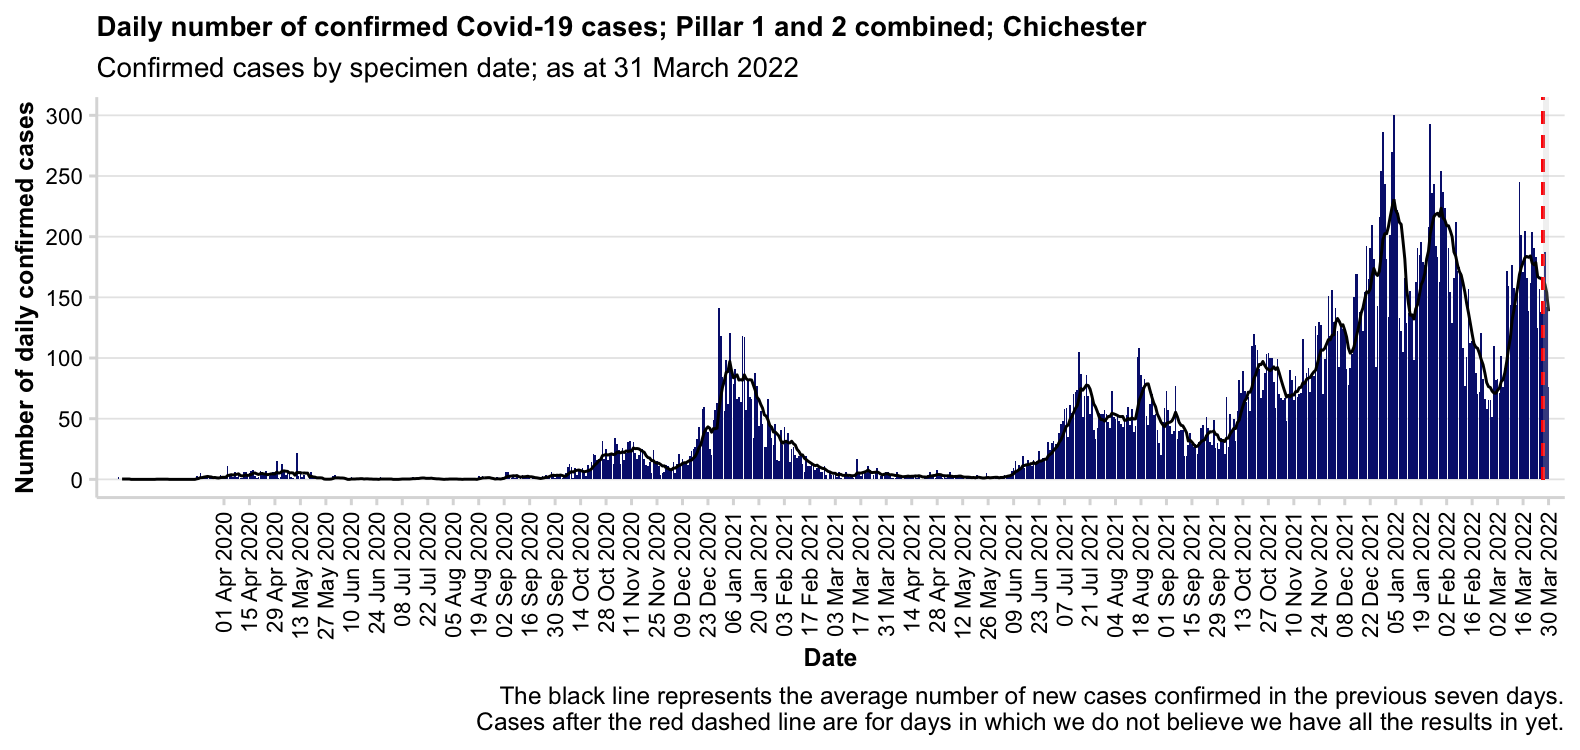 Daily number of confirmed Covid-19 cases; Pillar 1 and 2 combined; Chichester
Confirmed cases by specimen date; as at 31 March 2022
Number of daily confirmed cases
300
250
200
150
100
50
0
01 Apr 2020
15 Apr 2020
29 Apr 2020
13 May 2020
27 May 2020
10 Jun 2020
24 Jun 2020
08 Jul 2020
22 Jul 2020
05 Aug 2020
19 Aug 2020
02 Sep 2020
16 Sep 2020
30 Sep 2020
14 Oct 2020
28 Oct 2020
11 Nov 2020
25 Nov 2020
09 Dec 2020
23 Dec 2020
06 Jan 2021
20 Jan 2021
03 Feb 2021
17 Feb 2021
03 Mar 2021
17 Mar 2021
31 Mar 2021
14 Apr 2021
28 Apr 2021
12 May 2021
26 May 2021
09 Jun 2021
23 Jun 2021
07 Jul 2021
21 Jul 2021
04 Aug 2021
18 Aug 2021
01 Sep 2021
15 Sep 2021
29 Sep 2021
13 Oct 2021
27 Oct 2021
10 Nov 2021
24 Nov 2021
08 Dec 2021
22 Dec 2021
05 Jan 2022
19 Jan 2022
02 Feb 2022
16 Feb 2022
02 Mar 2022
16 Mar 2022
30 Mar 2022
Date
The black line represents the average number of new cases confirmed in the previous seven days.
Cases after the red dashed line are for days in which we do not believe we have all the results in yet.